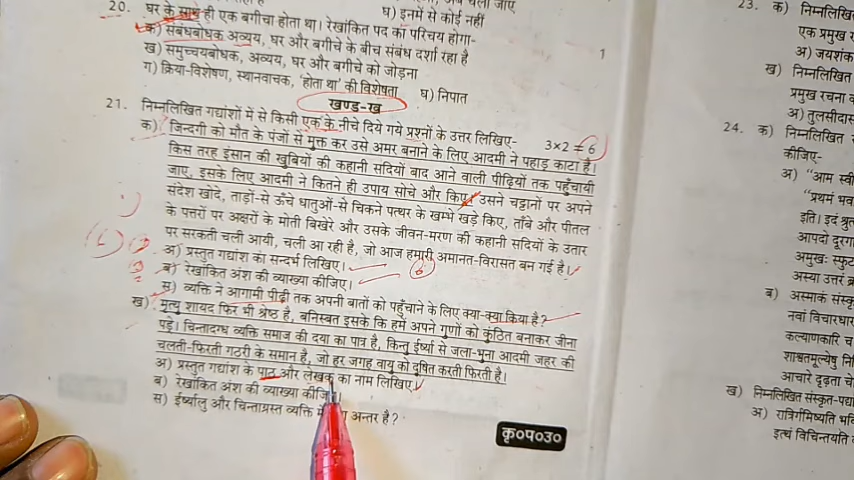 20. घर के साथ ही एक बगीचा होता था। रेखांकित पद का परिचय होगा-
घ) इनमें से कोई नहीं
क) संबंधबोधक अव्यय, घर और बगीचे के बीच संबंध दर्शा रहा है
ख) समुच्चयबोधक, अव्यय, घर और बगीचे को जोड़ना
1
ग) क्रिया-विशेषण, स्थानवाचक, 'होता था' की विशेषता घ) निपात
खण्ड-ख
21. निम्नलिखित गद्यांशों में से किसी एक के नीचे दिये गये प्रश्नों के उत्तर लिखिए- 3×2 = 6
क) जिन्दगी को मौत के पंजों से मुक्त कर उसे अमर बनाने के लिए आदमी ने पहाड़ काटा है।
किस तरह इंसान की खूबियों की कहानी सदियों बाद आने वाली पीढ़ियों तक पहुँचायी
जाए, इसके लिए आदमी ने कितने ही उपाय सोचे और किए। उसने चट्टानों पर अपने
संदेश खोदे, ताड़ों-से ऊँचे धातुओं-से चिकने पत्थर के खम्भे खड़े किए, ताँबे और पीतल
के पत्तरों पर अक्षरों के मोती बिखेरे और उसके जीवन-मरण की कहानी सदियों के उतार
पर सरकती चली आयी, चली आ रही है, जो आज हमारी अमानत-विरासत बन गई है।
अ) प्रस्तुत गद्यांश का सन्दर्भ लिखिए।
ब) रेखांकित अंश की व्याख्या कीजिए।
स) व्यक्ति ने आगामी पीढ़ी तक अपनी बातों को पहुँचाने के लिए क्या-क्या किया है?
ख) मृत्यु शायद फिर भी श्रेष्ठ है, बनिस्बत इसके कि हमें अपने गुणों को कुंठित बनाकर जीना
पड़े। चिन्तादग्ध व्यक्ति समाज की दया का पात्र है, किन्तु ईर्ष्या से जला-भुना आदमी जहर की
चलती-फिरती गठरी के समान है, जो हर जगह वायु को दूषित करती फिरती है।
अ) प्रस्तुत गद्यांश के पाठ और लेखक का नाम लिखिए
ब) रेखांकित अंश की व्याख्या
स) ईर्ष्यालु और चिन्ताग्रस्त व्यक्ति में अन्तर है?
कृ०प०उ०
23. क) निम्नलिखित
एक प्रमुख
अ) जयशंक
ख) निम्नलिखित
प्रमुख रचना
अ) तुलसीदास
24. क) निम्नलिखित
कीजिए-
अ) "आम
"प्रथमं
इति। इदं
आपदो
अमुखः
अस्या उत्तरं
ब) अस्माकं
नवां विचार
कल्याणकारि
शाश्वतमूल्येषु
आचारे दृढ़ता
ख) निम्नलिखित संस्कृत-पद्य
अ) रात्रिर्गमिष्यति
इत्थं विचिन्तयति